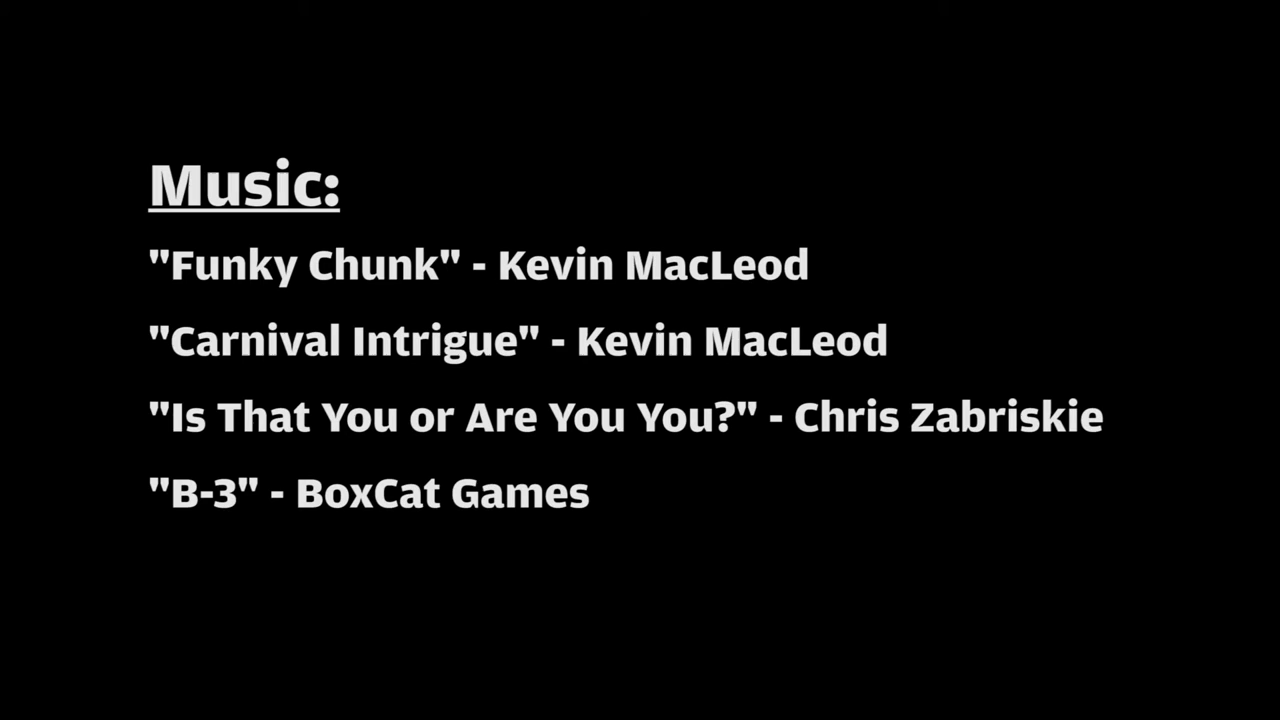 Music:
"Funky Chunk" - Kevin MacLeod
"Carnival Intrigue" - Kevin MacLeod
"Is That You or Are You You?" - Chris Zabriskie
"B-3" - BoxCat Games